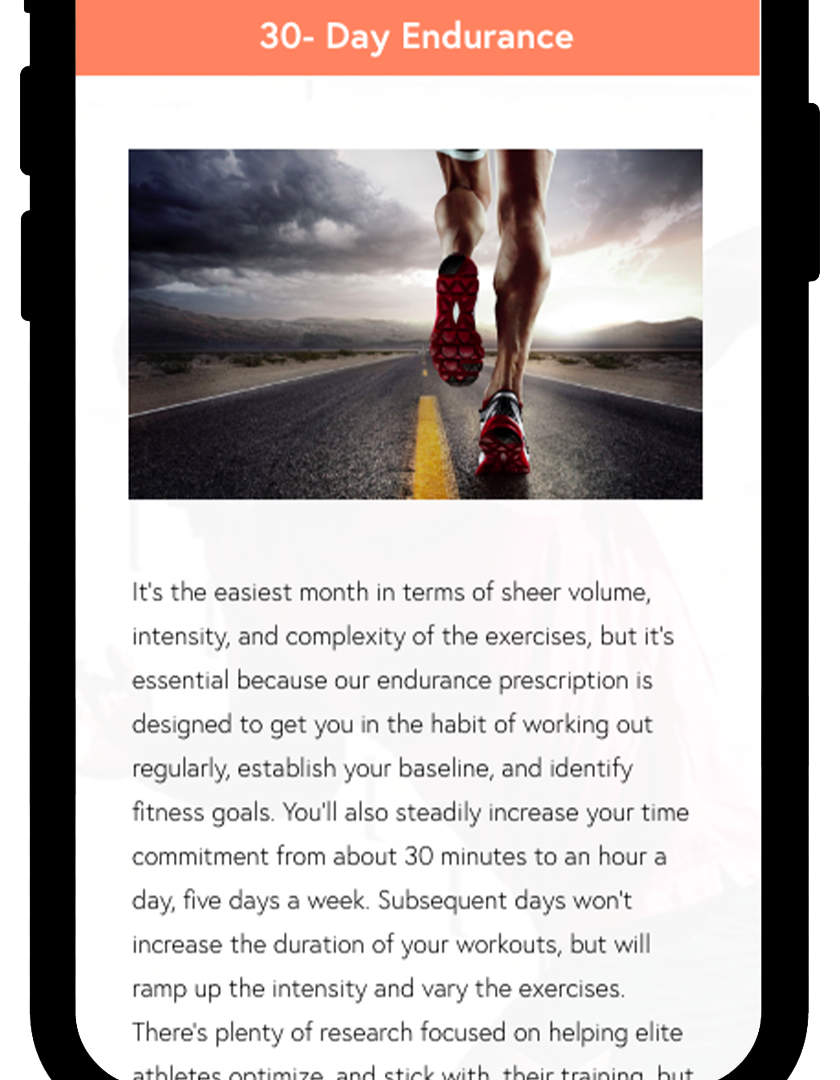 30- Day Endurance
It's the easiest month in terms of sheer volume,
intensity, and complexity of the exercises, but it's
essential because our endurance prescription is
designed to get you in the habit of working out
regularly, establish your baseline, and identify
fitness goals. You'll also steadily increase your time
commitment from about 30 minutes to an hour a
day, five days a week. Subsequent days won't
increase the duration of your workouts, but will
ramp up the intensity and vary the exercises.
There's plenty of research focused on helping elite
athletes optimize, and stick with, their training, but